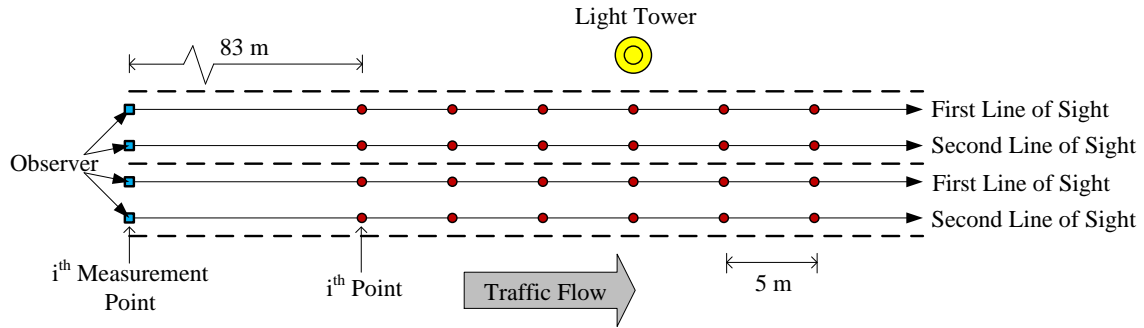 Light Tower
83 m
First Line of Sight
Second Line of Sight
Observer
First Line of Sight
Second Line of Sight
ith Measurement
Point
ith Point
Traffic Flow
5 m